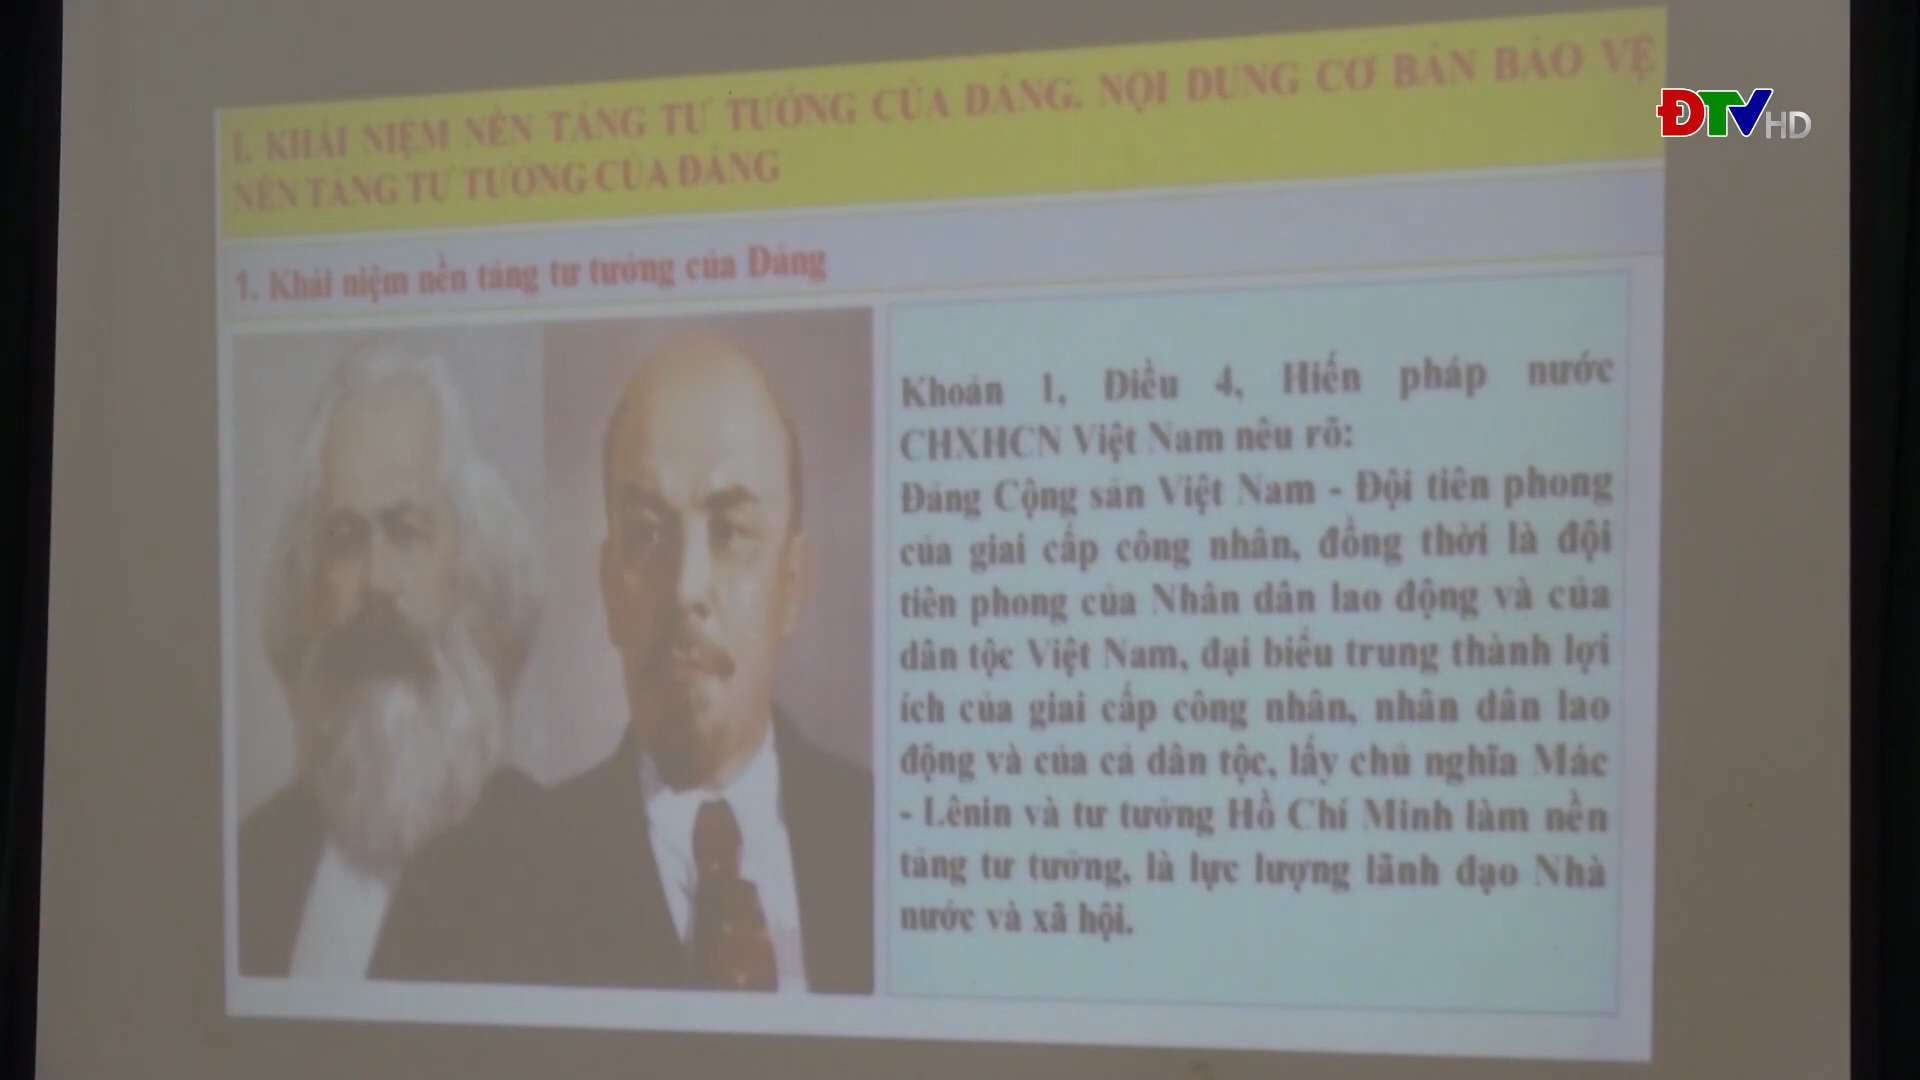 I. KHÁI NIỆM NỀN TẢNG TƯ TƯỞNG CỦA ĐẢNG. NỘI DUNG CƠ BẢN BẢO VỆ
NỀN TẢNG TƯ TƯỞNG CỦA ĐẢNG
ĐTV HD
1. Khái niệm nền tảng tư tưởng của Đảng
Khoản 1, Điều 4, Hiến pháp nước
CHXHCN Việt Nam nêu rõ:
Đảng Cộng sản Việt Nam - Đội tiên phong
của giai cấp công nhân, đồng thời là đội
tiên phong của Nhân dân lao động và của
dân tộc Việt Nam, đại biểu trung thành lợi
ích của giai cấp công nhân, nhân dân lao
động và của cả dân tộc, lấy chủ nghĩa Mác
- Lênin và tư tưởng Hồ Chí Minh làm nền
tảng tư tưởng, là lực lượng lãnh đạo Nhà
nước và xã hội.